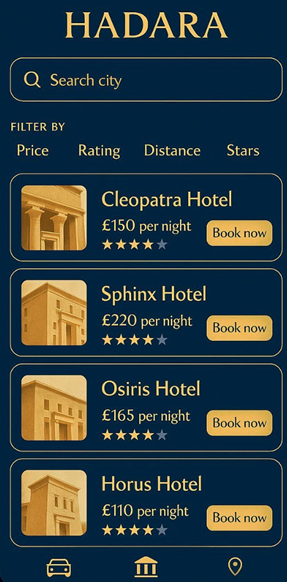 HADARA
Search city
FILTER BY
Price Rating Distance Stars
Cleopatra Hotel
£150 per night
Book now
Sphinx Hotel
£220 per night
Book now
Osiris Hotel
£165 per night
Book now
Horus Hotel
£110 per night
Book now